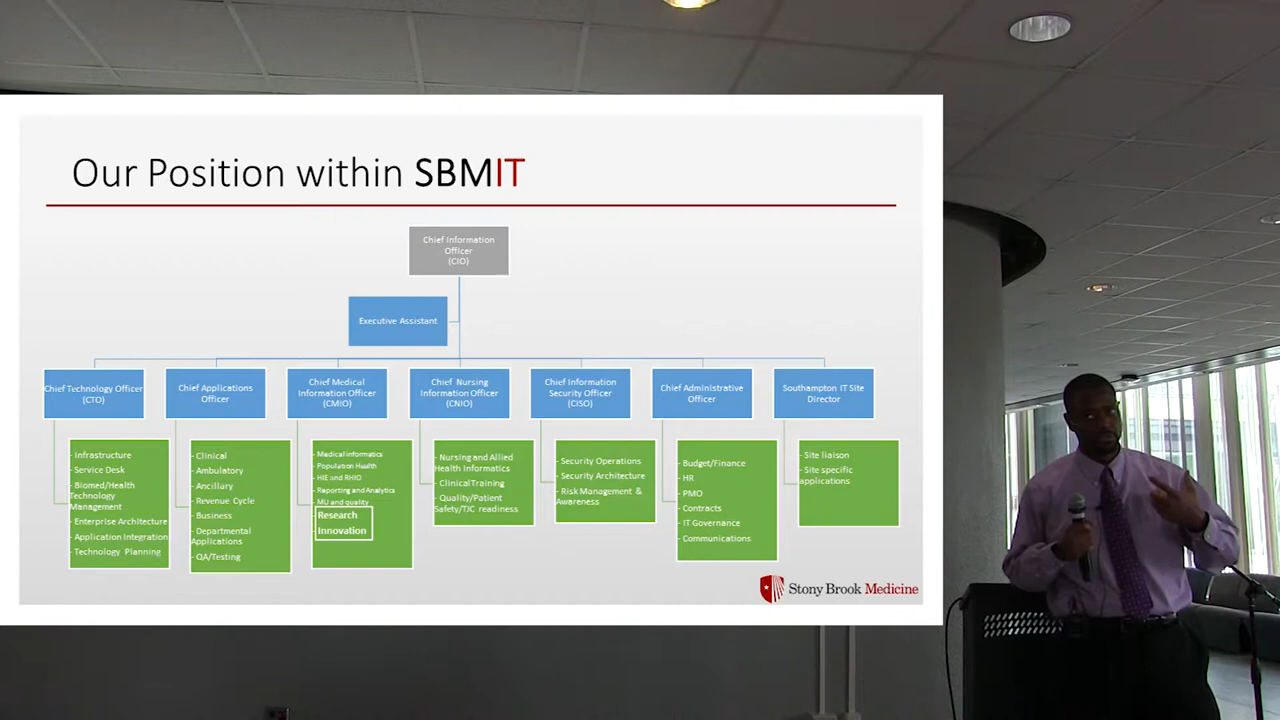 Our Position within SBMIT
Chief Information
Officer
(CIO)
Executive Assistant
Chief Technology Officer
(CTO)
Chief Applications
Officer
Chief Medical
Information Officer
(CMIO)
Chief Nursing
Information Officer
(CNIO)
Chief Information
Security Officer
(CISO)
Chief Administrative
Officer
Southampton IT Site
Director
- Infrastructure
- Service Desk
- Biomed/Health
Technology
Management
- Enterprise Architecture
- Application Integration
- Technology Planning
- Clinical
- Ambulatory
- Ancillary
- Revenue Cycle
- Business
- Departmental
Applications
- QA/Testing
- Medical informatics
- Population Health
- HIE and RHIO
- Reporting and Analytics
- MU and quality
Research
Innovation
- Nursing and Allied
Health Informatics
- Clinical Training
- Quality/Patient
Safety/TJC readiness
- Security Operations
- Security Architecture
- Risk Management &
Awareness
- Budget/Finance
- HR
- PMO
- Contracts
- IT Governance
- Communications
- Site liaison
- Site specific
applications
Stony Brook Medicine